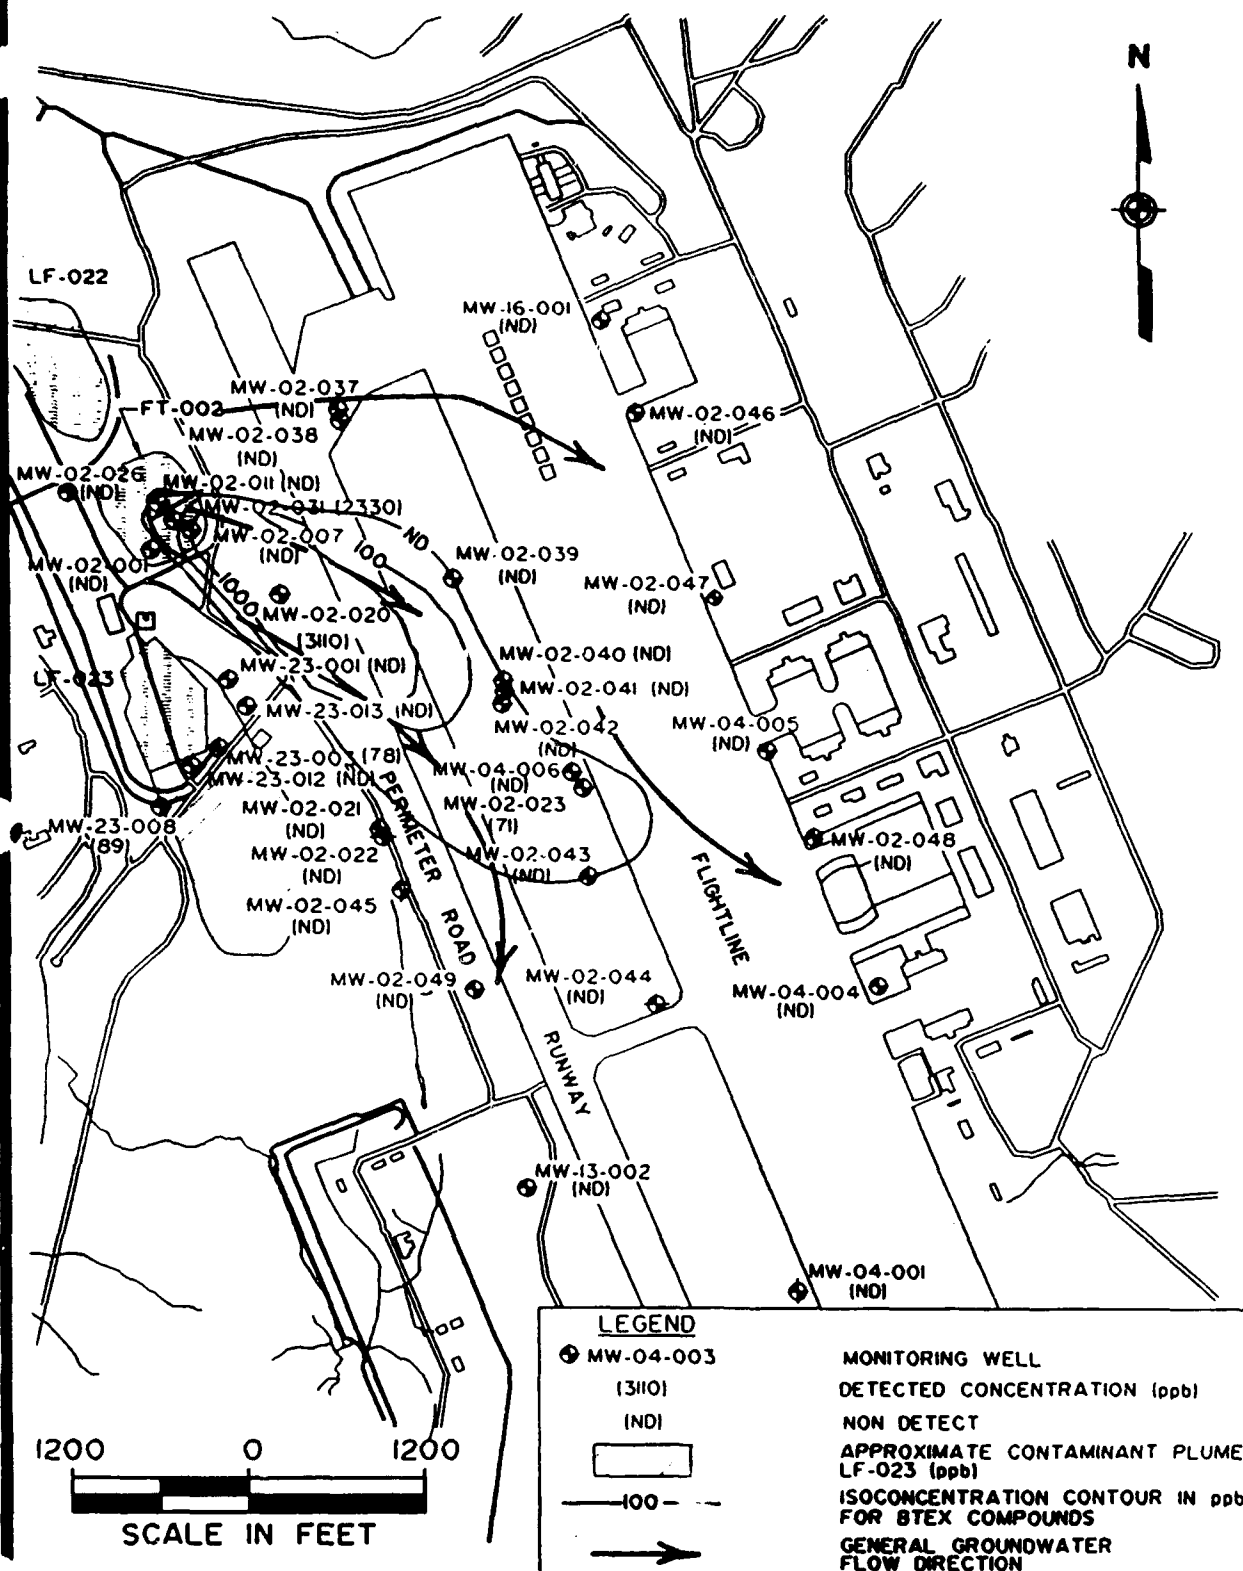 N
LF-022
MW-16-001
(ND)
MW-02-037
(ND)
FT-002
MW-02-038
(ND)
MW-02-046
(ND)
MW-02-026
(ND)
MW-02-011 (ND)
MW-02-031 (2330)
MW-02-007
(ND)
ND
100
1000
MW-02-039
(ND)
MW-02-001
(ND)
MW-02-047
(ND)
MW-02-020
(3110)
MW-02-040 (ND)
MW-23-001 (ND)
LF-023
MW-02-041 (ND)
MW-23-013 (ND)
MW-02-042
(ND)
MW-04-005
(ND)
MW-23-007 (78)
MW-04-006
(ND)
MW-23-012 (ND)
MW-02-021
(ND)
MW-02-023
(71)
MW-23-008
(89)
MW-02-022
(ND)
MW-02-043
(ND)
MW-02-048
(ND)
PERIMETER ROAD
FLIGHTLINE
MW-02-045
(ND)
MW-02-049
(ND)
MW-02-044
(ND)
MW-04-004
(ND)
RUNWAY
MW-13-002
(ND)
MW-04-001
(ND)
LEGEND
MW-04-003
MONITORING WELL
(3110)
DETECTED CONCENTRATION (ppb)
(ND)
NON DETECT
APPROXIMATE CONTAMINANT PLUME
LF-023 (ppb)
100
ISOCONCENTRATION CONTOUR IN ppb
FOR BTEX COMPOUNDS
GENERAL GROUNDWATER
FLOW DIRECTION
1200 0 1200
SCALE IN FEET